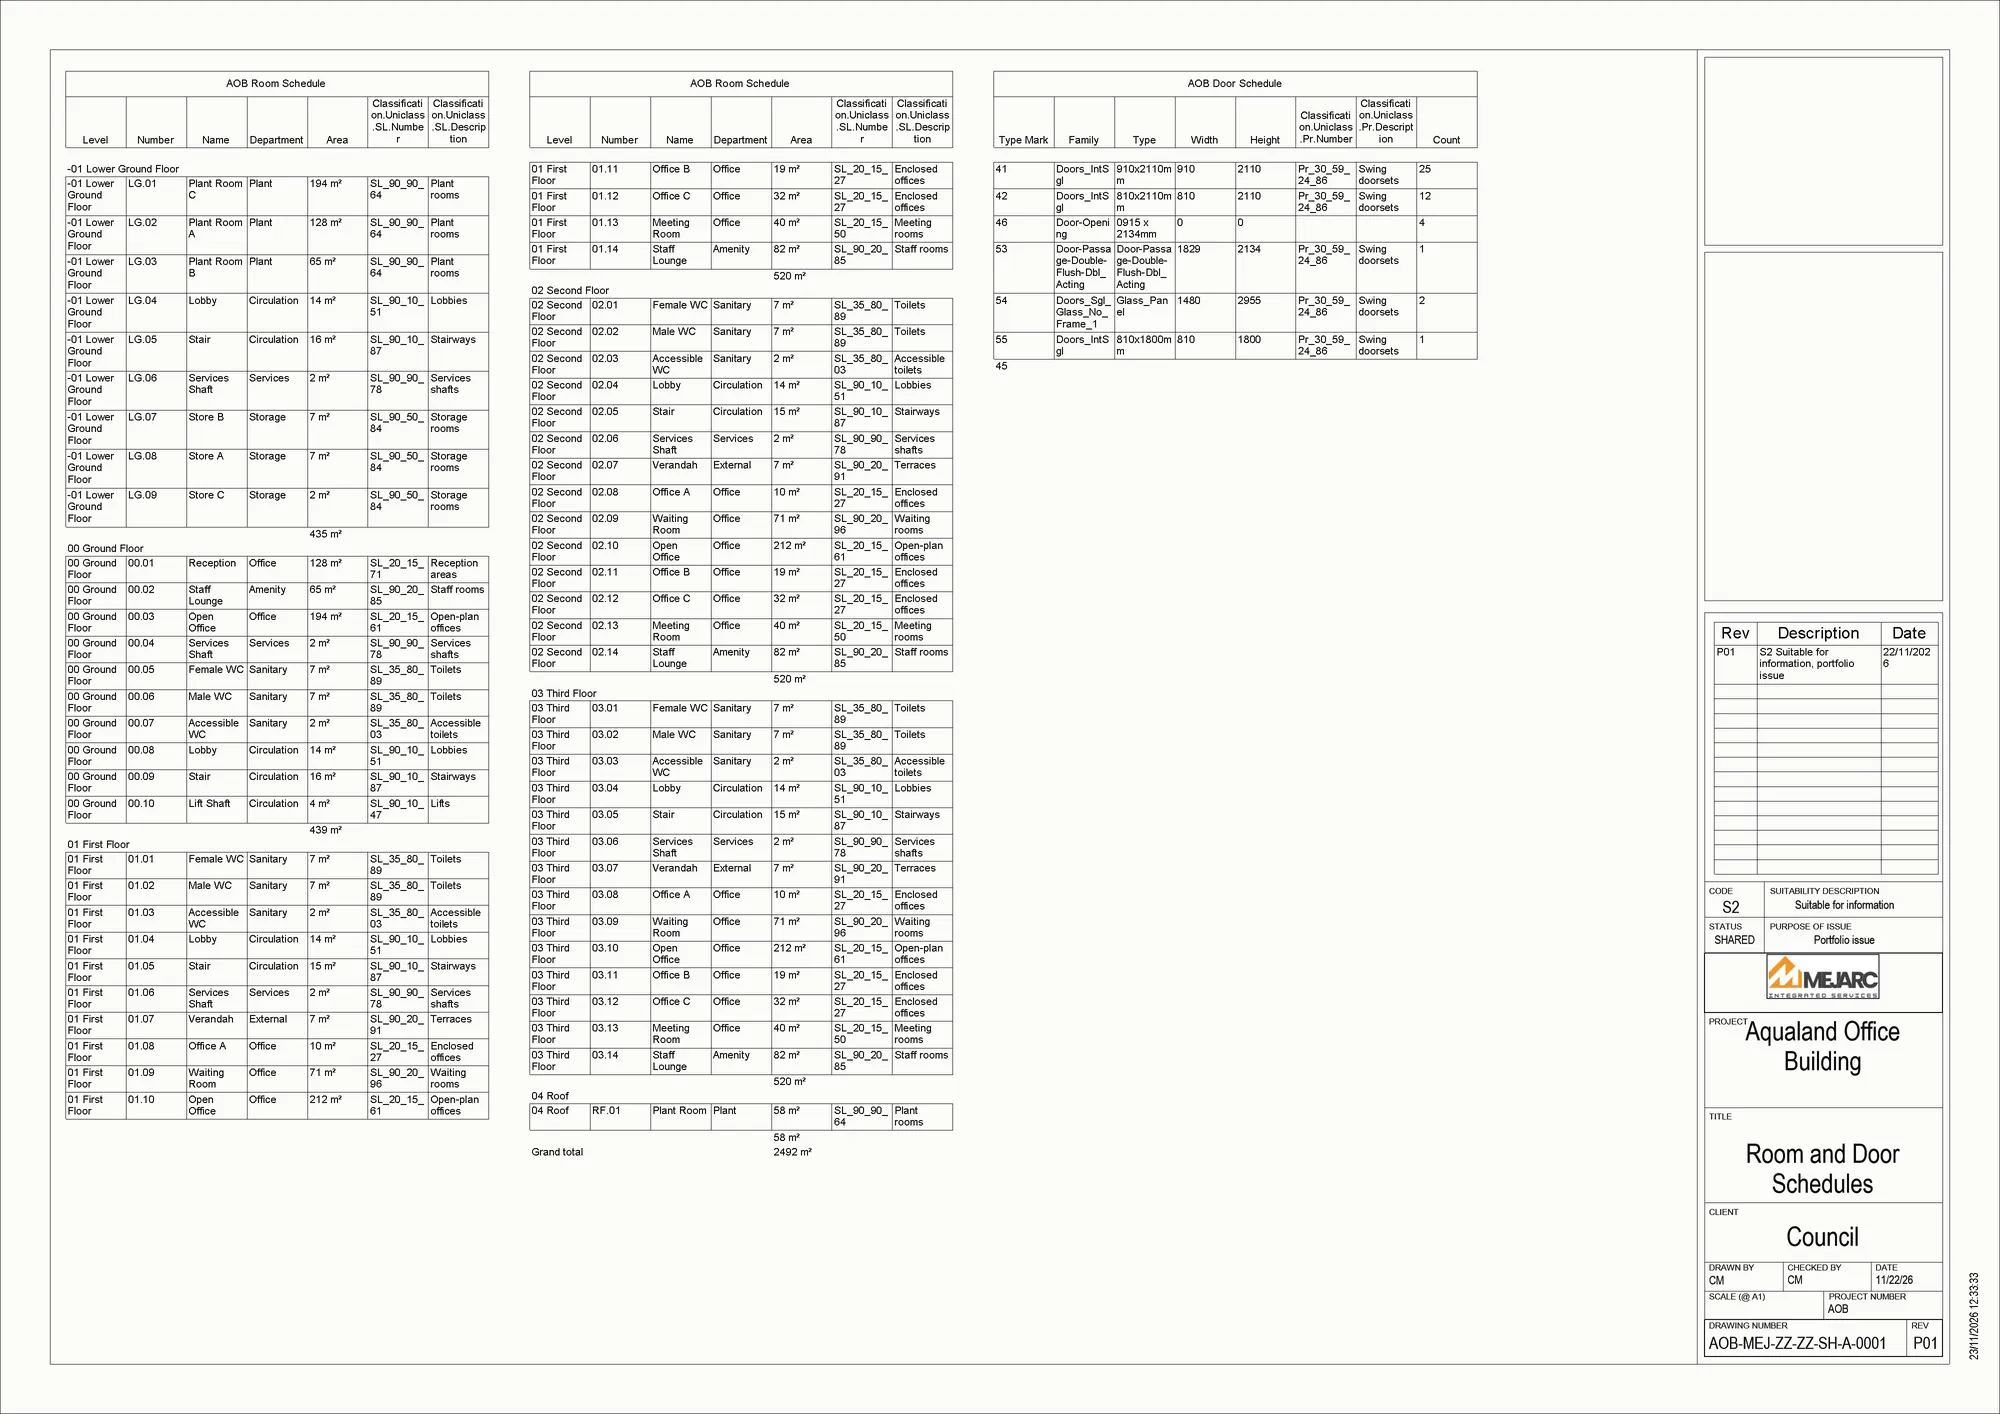 AOB Room Schedule
Level Number Name Department Area Classificati on.Uniclass .SL.Numbe r Classificati on.Uniclass .SL.Descrip tion
-01 Lower Ground Floor
-01 Lower Ground Floor LG.01 Plant Room C Plant 194 m² SL_90_90_64 Plant rooms
-01 Lower Ground Floor LG.02 Plant Room A Plant 128 m² SL_90_90_64 Plant rooms
-01 Lower Ground Floor LG.03 Plant Room B Plant 65 m² SL_90_90_64 Plant rooms
-01 Lower Ground Floor LG.04 Lobby Circulation 14 m² SL_90_10_51 Lobbies
-01 Lower Ground Floor LG.05 Stair Circulation 16 m² SL_90_10_87 Stairways
-01 Lower Ground Floor LG.06 Services Shaft Services 2 m² SL_90_90_78 Services shafts
-01 Lower Ground Floor LG.07 Store B Storage 7 m² SL_90_50_84 Storage rooms
-01 Lower Ground Floor LG.08 Store A Storage 7 m² SL_90_50_84 Storage rooms
-01 Lower Ground Floor LG.09 Store C Storage 2 m² SL_90_50_84 Storage rooms
435 m²
00 Ground Floor
00 Ground Floor 00.01 Reception Office 128 m² SL_20_15_71 Reception areas
00 Ground Floor 00.02 Staff Lounge Amenity 65 m² SL_90_20_85 Staff rooms
00 Ground Floor 00.03 Open Office Office 194 m² SL_20_15_61 Open-plan offices
00 Ground Floor 00.04 Services Shaft Services 2 m² SL_90_90_78 Services shafts
00 Ground Floor 00.05 Female WC Sanitary 7 m² SL_35_80_89 Toilets
00 Ground Floor 00.06 Male WC Sanitary 7 m² SL_35_80_89 Toilets
00 Ground Floor 00.07 Accessible WC Sanitary 2 m² SL_35_80_03 Accessible toilets
00 Ground Floor 00.08 Lobby Circulation 14 m² SL_90_10_51 Lobbies
00 Ground Floor 00.09 Stair Circulation 16 m² SL_90_10_87 Stairways
00 Ground Floor 00.10 Lift Shaft Circulation 4 m² SL_90_10_47 Lifts
439 m²
01 First Floor
01 First Floor 01.01 Female WC Sanitary 7 m² SL_35_80_89 Toilets
01 First Floor 01.02 Male WC Sanitary 7 m² SL_35_80_89 Toilets
01 First Floor 01.03 Accessible WC Sanitary 2 m² SL_35_80_03 Accessible toilets
01 First Floor 01.04 Lobby Circulation 14 m² SL_90_10_51 Lobbies
01 First Floor 01.05 Stair Circulation 15 m² SL_90_10_87 Stairways
01 First Floor 01.06 Services Shaft Services 2 m² SL_90_90_78 Services shafts
01 First Floor 01.07 Verandah External 7 m² SL_90_20_91 Terraces
01 First Floor 01.08 Office A Office 10 m² SL_20_15_27 Enclosed offices
01 First Floor 01.09 Waiting Room Office 71 m² SL_90_20_96 Waiting rooms
01 First Floor 01.10 Open Office Office 212 m² SL_20_15_61 Open-plan offices
AOB Room Schedule
Level Number Name Department Area Classificati on.Uniclass .SL.Numbe r Classificati on.Uniclass .SL.Descrip tion
01 First Floor 01.11 Office B Office 19 m² SL_20_15_27 Enclosed offices
01 First Floor 01.12 Office C Office 32 m² SL_20_15_27 Enclosed offices
01 First Floor 01.13 Meeting Room Office 40 m² SL_20_15_50 Meeting rooms
01 First Floor 01.14 Staff Lounge Amenity 82 m² SL_90_20_85 Staff rooms
520 m²
02 Second Floor
02 Second Floor 02.01 Female WC Sanitary 7 m² SL_35_80_89 Toilets
02 Second Floor 02.02 Male WC Sanitary 7 m² SL_35_80_89 Toilets
02 Second Floor 02.03 Accessible WC Sanitary 2 m² SL_35_80_03 Accessible toilets
02 Second Floor 02.04 Lobby Circulation 14 m² SL_90_10_51 Lobbies
02 Second Floor 02.05 Stair Circulation 15 m² SL_90_10_87 Stairways
02 Second Floor 02.06 Services Shaft Services 2 m² SL_90_90_78 Services shafts
02 Second Floor 02.07 Verandah External 7 m² SL_90_20_91 Terraces
02 Second Floor 02.08 Office A Office 10 m² SL_20_15_27 Enclosed offices
02 Second Floor 02.09 Waiting Room Office 71 m² SL_90_20_96 Waiting rooms
02 Second Floor 02.10 Open Office Office 212 m² SL_20_15_61 Open-plan offices
02 Second Floor 02.11 Office B Office 19 m² SL_20_15_27 Enclosed offices
02 Second Floor 02.12 Office C Office 32 m² SL_20_15_27 Enclosed offices
02 Second Floor 02.13 Meeting Room Office 40 m² SL_20_15_50 Meeting rooms
02 Second Floor 02.14 Staff Lounge Amenity 82 m² SL_90_20_85 Staff rooms
520 m²
03 Third Floor
03 Third Floor 03.01 Female WC Sanitary 7 m² SL_35_80_89 Toilets
03 Third Floor 03.02 Male WC Sanitary 7 m² SL_35_80_89 Toilets
03 Third Floor 03.03 Accessible WC Sanitary 2 m² SL_35_80_03 Accessible toilets
03 Third Floor 03.04 Lobby Circulation 14 m² SL_90_10_51 Lobbies
03 Third Floor 03.05 Stair Circulation 15 m² SL_90_10_87 Stairways
03 Third Floor 03.06 Services Shaft Services 2 m² SL_90_90_78 Services shafts
03 Third Floor 03.07 Verandah External 7 m² SL_90_20_91 Terraces
03 Third Floor 03.08 Office A Office 10 m² SL_20_15_27 Enclosed offices
03 Third Floor 03.09 Waiting Room Office 71 m² SL_90_20_96 Waiting rooms
03 Third Floor 03.10 Open Office Office 212 m² SL_20_15_61 Open-plan offices
03 Third Floor 03.11 Office B Office 19 m² SL_20_15_27 Enclosed offices
03 Third Floor 03.12 Office C Office 32 m² SL_20_15_27 Enclosed offices
03 Third Floor 03.13 Meeting Room Office 40 m² SL_20_15_50 Meeting rooms
03 Third Floor 03.14 Staff Lounge Amenity 82 m² SL_90_20_85 Staff rooms
520 m²
04 Roof
04 Roof RF.01 Plant Room Plant 58 m² SL_90_90_64 Plant rooms
58 m²
Grand total 2492 m²
AOB Door Schedule
Type Mark Family Type Width Height Classificati on.Uniclass .Pr.Number Classificati on.Uniclass .Pr.Descript ion Count
41 Doors_IntSgl 910x2110mm 910 2110 Pr_30_59_24_86 Swing doorsets 25
42 Doors_IntSgl 810x2110mm 810 2110 Pr_30_59_24_86 Swing doorsets 12
46 Door-Opening 0915 x 2134mm 0 0 4
53 Door-Passage-Double-Flush-Dbl_Acting Door-Passage-Double-Flush-Dbl_Acting 1829 2134 Pr_30_59_24_86 Swing doorsets 1
54 Doors_Sgl_Glass_No_Frame_1 Glass_Panel 1480 2955 Pr_30_59_24_86 Swing doorsets 2
55 Doors_IntSgl 810x1800mm 810 1800 Pr_30_59_24_86 Swing doorsets 1
45
Rev Description Date
P01 S2 Suitable for information, portfolio issue 22/11/2026
CODE SUITABILITY DESCRIPTION
S2 Suitable for information
STATUS PURPOSE OF ISSUE
SHARED Portfolio issue
MEJARC
INTEGRATED SERVICES
PROJECT
Aqualand Office
Building
TITLE
Room and Door
Schedules
CLIENT
Council
DRAWN BY CHECKED BY DATE
CM CM 11/22/26
SCALE (@ A1) PROJECT NUMBER
AOB
DRAWING NUMBER REV
AOB-MEJ-ZZ-ZZ-SH-A-0001 P01
23/11/2026 12:33:33